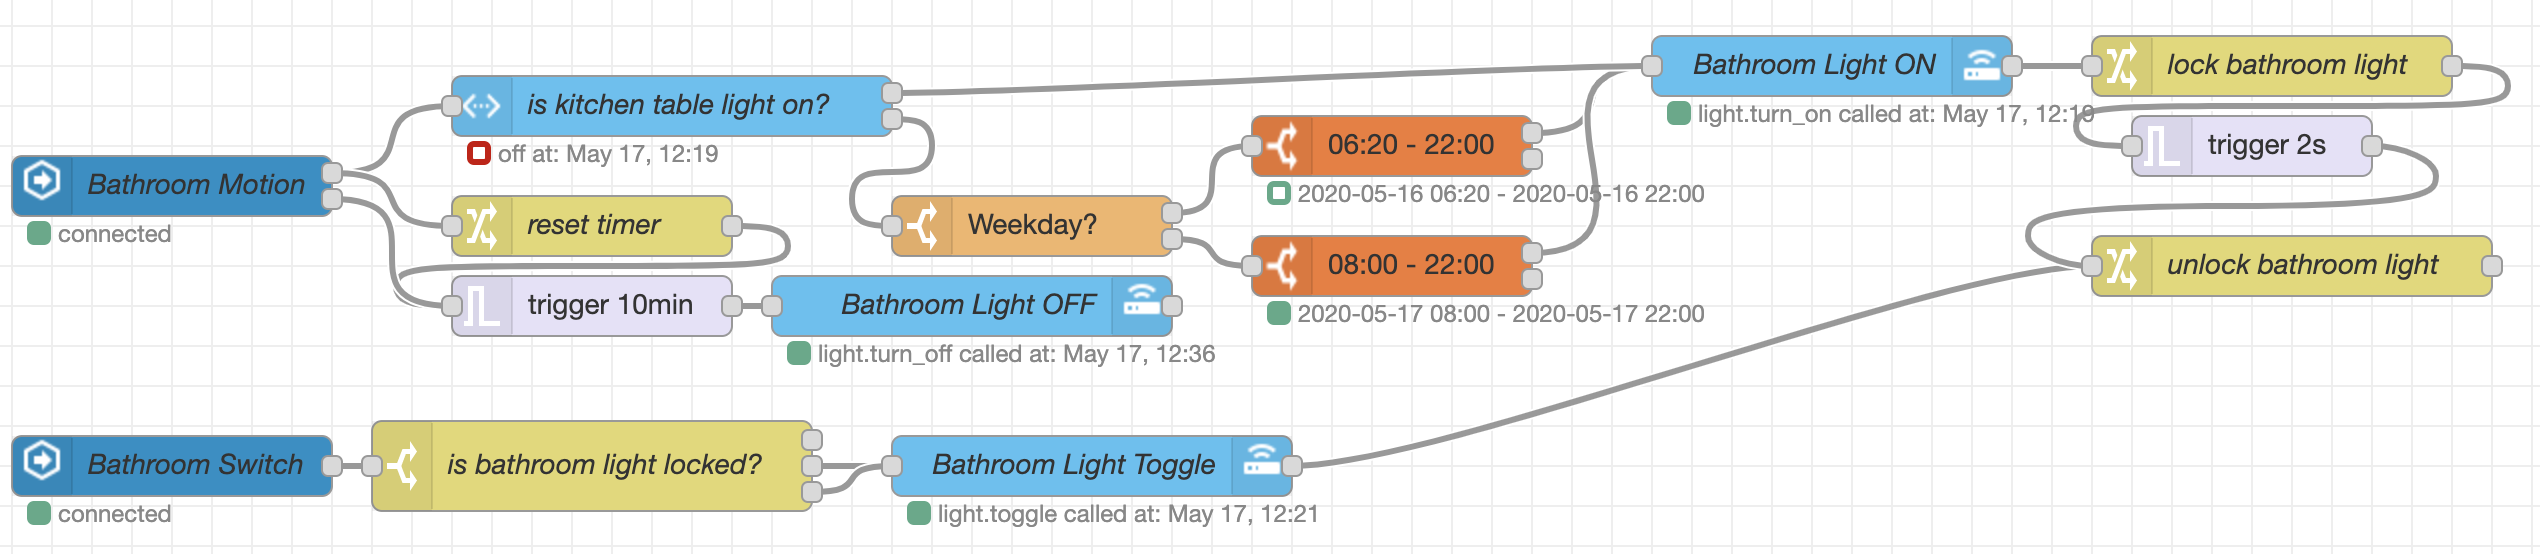 Bathroom Light ON
lock bathroom light
is kitchen table light on?
light.turn_on called at: May 17, 12:19
off at: May 17, 12:19
06:20 - 22:00
trigger 2s
Bathroom Motion
2020-05-16 06:20 - 2020-05-16 22:00
connected
reset timer
Weekday?
08:00 - 22:00
unlock bathroom light
trigger 10min
Bathroom Light OFF
2020-05-17 08:00 - 2020-05-17 22:00
light.turn_off called at: May 17, 12:36
Bathroom Switch
is bathroom light locked?
Bathroom Light Toggle
connected
light.toggle called at: May 17, 12:21